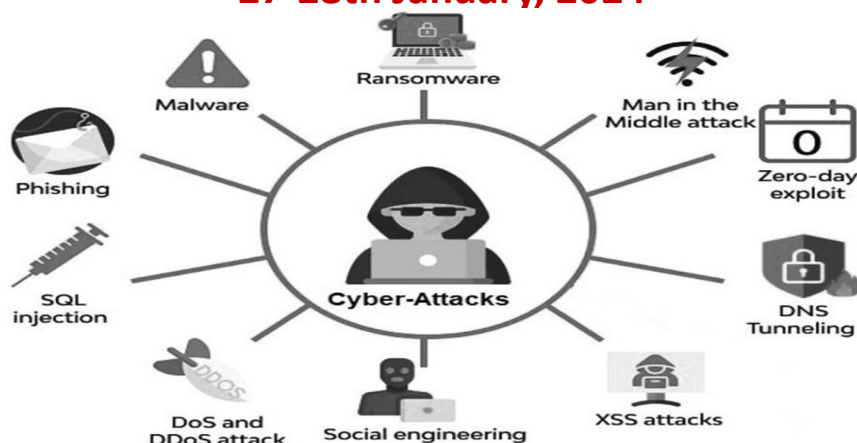 January,
Ransomware
Malware
Man in the
Middle attack
0
Zero-day
exploit
Phishing
Cyber-Attacks
SQL
injection
DNS
Tunneling
DDOS
DoS and
DDoS attack
Social engineering
XSS attacks